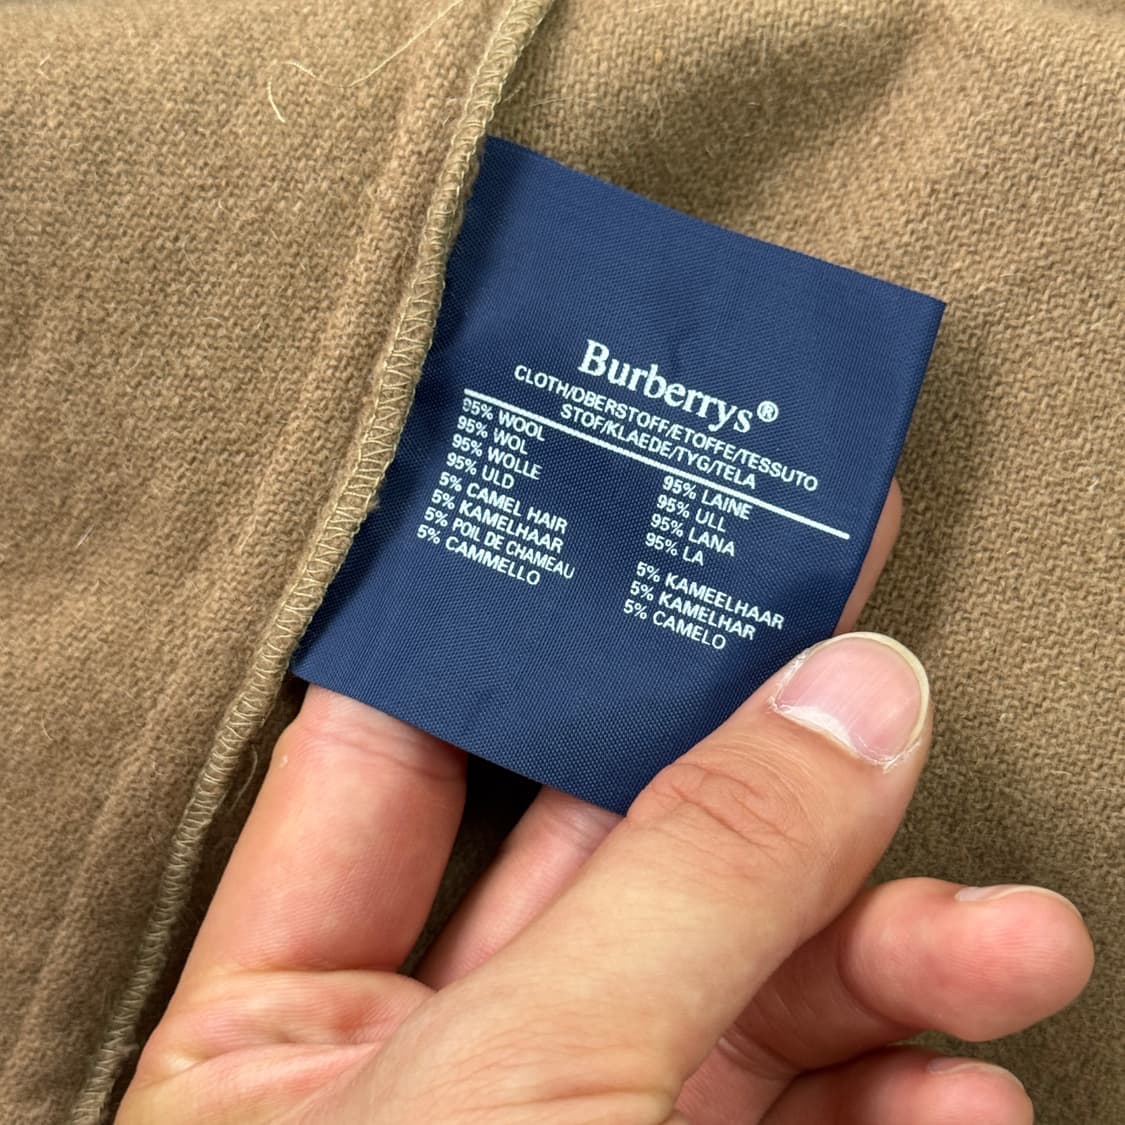 Burberrys®
CLOTH/OBERSTOFF/ETOFFE/TESSUTO
STOF/KLAEDE/TYG/TELA
95% WOOL
95% WOL
95% WOLLE
95% ULD
5% CAMEL HAIR
5% KAMELHAAR
5% POIL DE CHAMEAU
5% CAMMELLO
95% LAINE
95% ULL
95% LANA
95% LA
5% KAMEELHAAR
5% KAMELHAR
5% CAMELO